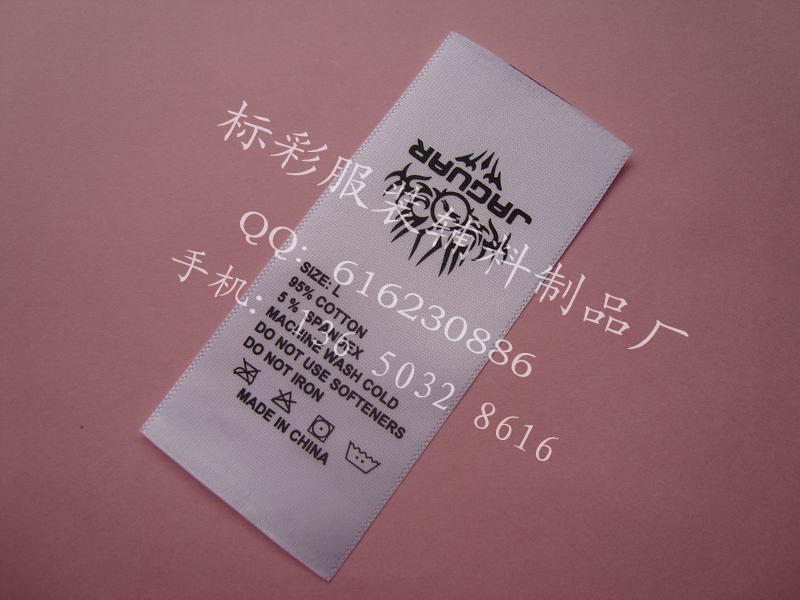 JAGUAR
SIZE: L
95% COTTON
5% SPANDEX
MACHINE WASH COLD
DO NOT USE SOFTENERS
DO NOT IRON
MADE IN CHINA
标彩服装辅料制品厂
QQ: 616230886
手机: 136 5032 8616